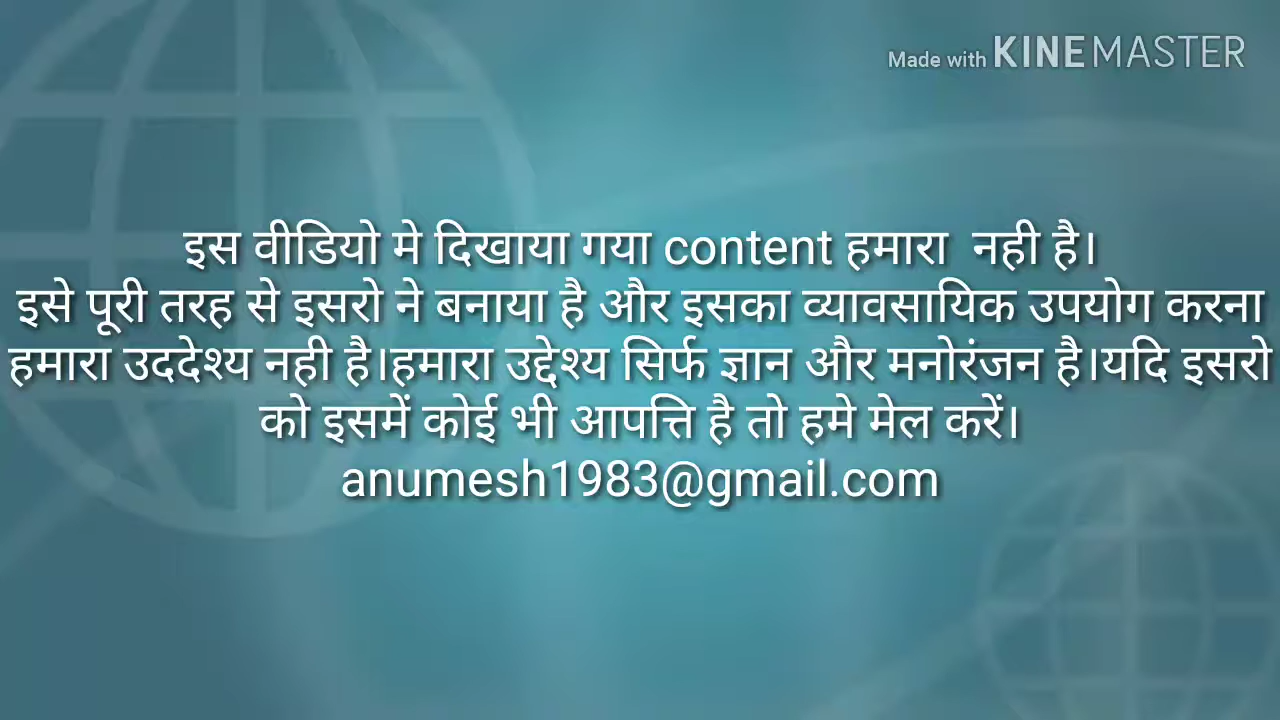 Made with KINEMASTER
इस वीडियो मे दिखाया गया content हमारा  नही है।
इसे पूरी तरह से इसरो ने बनाया है और इसका व्यावसायिक उपयोग करना
हमारा उददेश्य नही है।हमारा उद्देश्य सिर्फ ज्ञान और मनोरंजन है।यदि इसरो
को इसमें कोई भी आपत्ति है तो हमे मेल करें।
anumesh1983@gmail.com